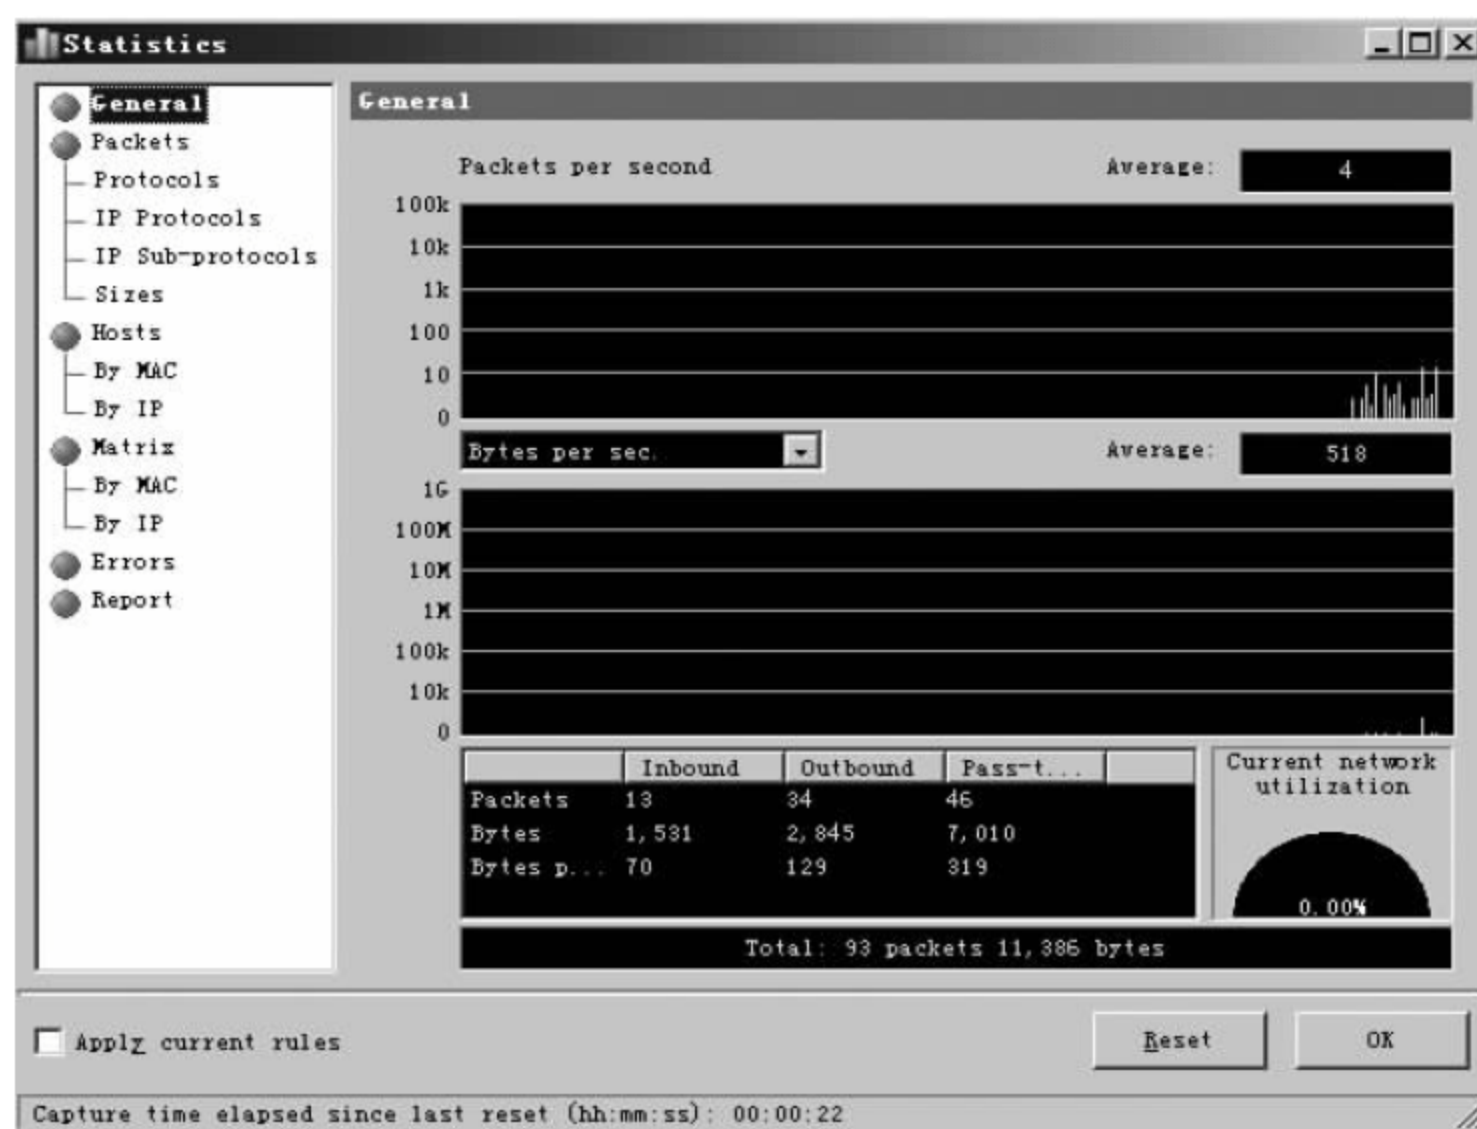 Statistics
General
Packets
Protocols
IP Protocols
IP Sub-protocols
Sizes
Hosts
By MAC
By IP
Matrix
By MAC
By IP
Errors
Report
General
Packets per second Average: 4
100k
10k
1k
100
10
0
Bytes per sec. Average: 518
1G
100M
10M
1M
100k
10k
0
Inbound Outbound Pass-t...
Packets 13 34 46
Bytes 1,531 2,845 7,010
Bytes p... 70 129 319
Current network
utilization
0.00%
Total: 93 packets 11,386 bytes
Apply current rules
Reset OK
Capture time elapsed since last reset (hh:mm:ss): 00:00:22